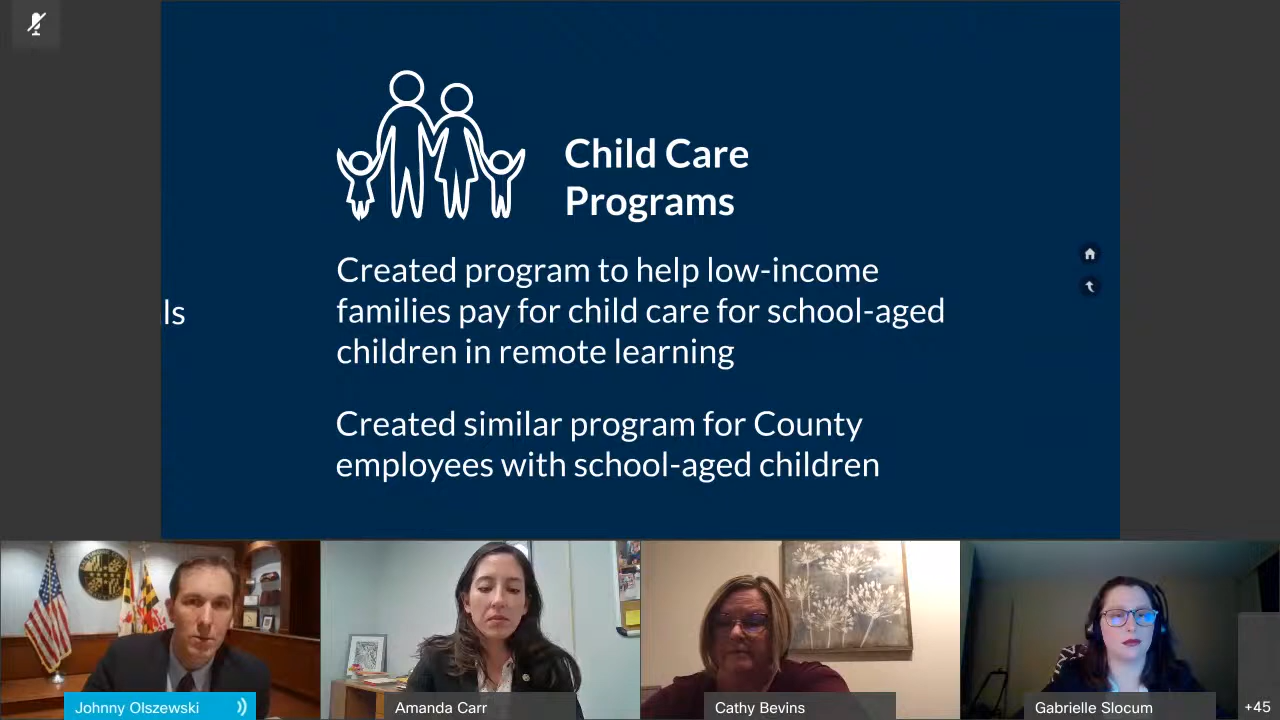 Child Care
Programs
Created program to help low-income
families pay for child care for school-aged
children in remote learning
ls
Created similar program for County
employees with school-aged children
Johnny Olszewski
Amanda Carr
Cathy Bevins
Gabrielle Slocum
+45